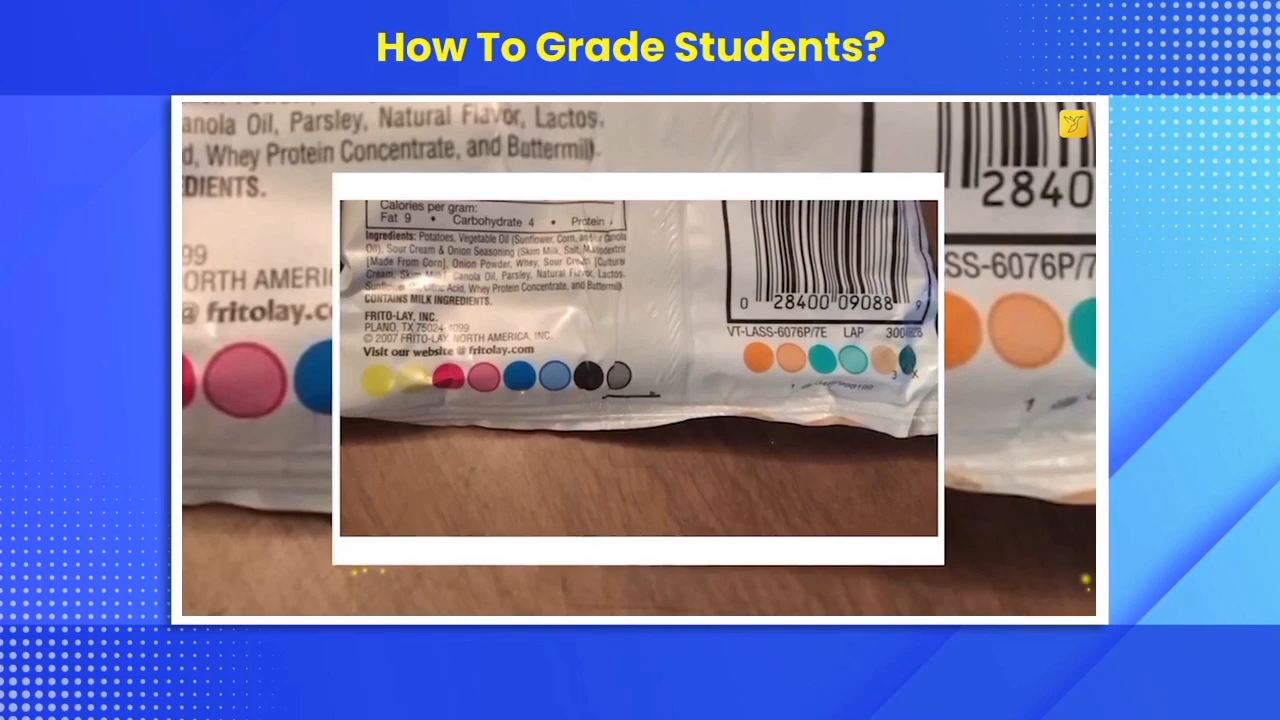 How To Grade Students?
anola Oil, Parsley, Natural Flavor, Lactos.
d, Whey Protein Concentrate, and Buttermil).
DIENTS.
99
ORTH AMERI
@ fritolay.c
2840
SS-6076P/7
Calories per gram:
Fat 9 • Carbohydrate 4 • Protein
Ingredients: Potatoes, Vegetable Oil (Sunflower, Corn, and/or Canola
Oil), Sour Cream & Onion Seasoning (Skim Milk, Salt, Maltodextrin
[Made From Corn], Onion Powder, Whey, Sour Cream [Cultured
Cream, Skim Milk], Canola Oil, Parsley, Natural Flavor, Lactos.
Sunflower Oil, Citric Acid, Whey Protein Concentrate, and Buttermil).
CONTAINS MILK INGREDIENTS.
FRITO-LAY, INC.
PLANO, TX 75024-4099
© 2007 FRITO-LAY NORTH AMERICA, INC.
Visit our website @ fritolay.com
0 28400 09088 9
VT-LASS-6076P/7E LAP
3 X